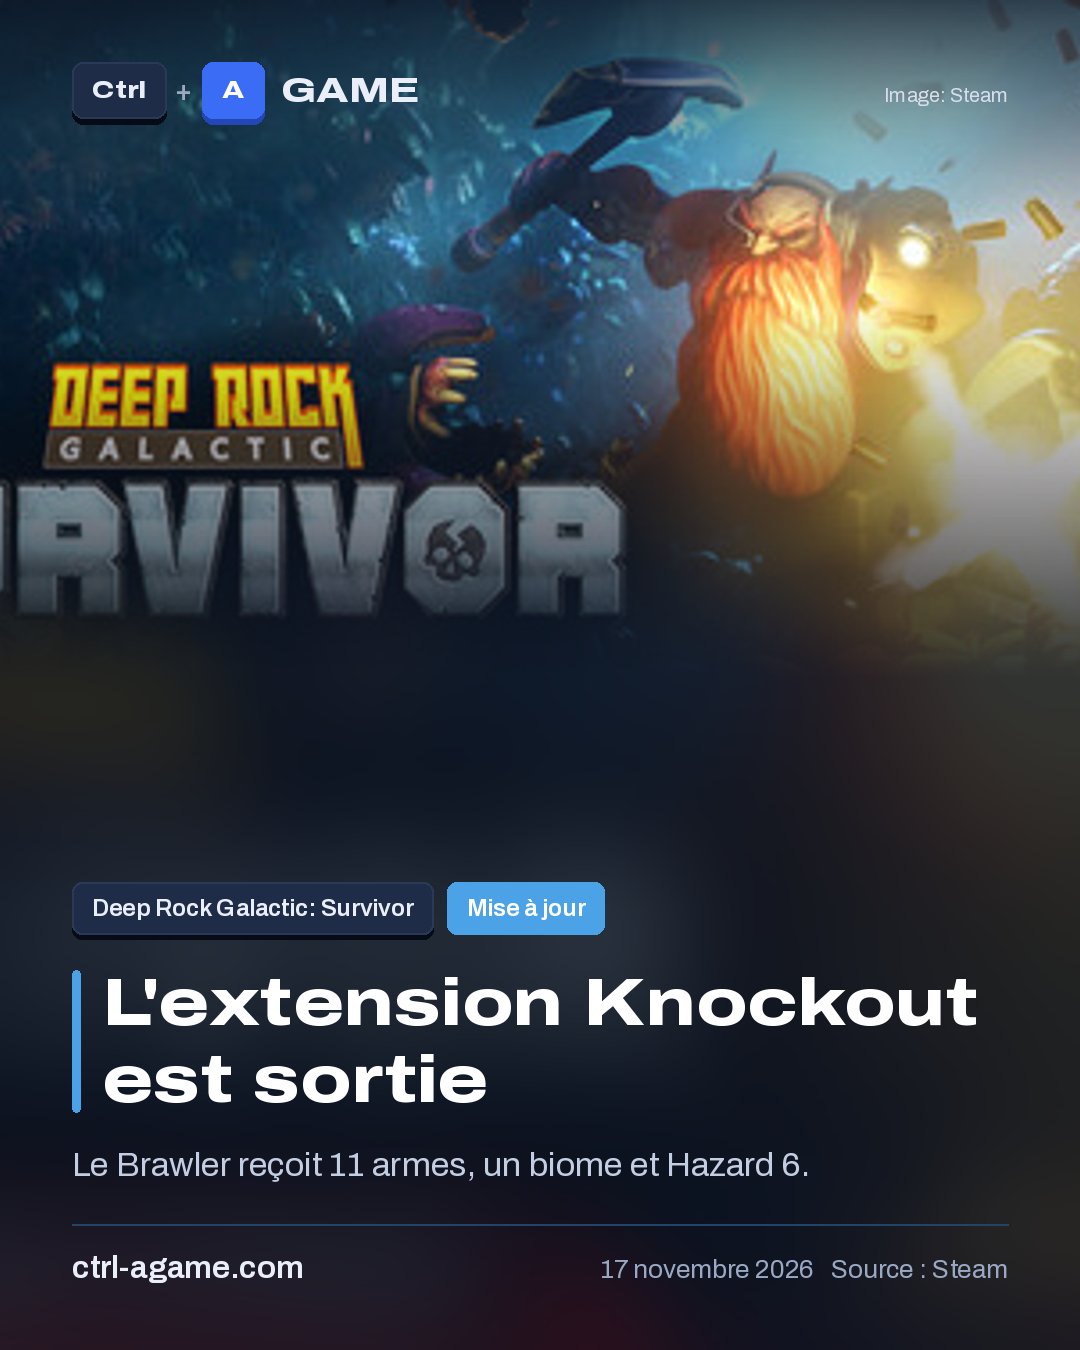 Ctrl + A GAME
Image: Steam
DEEP ROCK
GALACTIC
RVIVOR
Deep Rock Galactic: Survivor
Mise à jour
L'extension Knockout
est sortie
Le Brawler reçoit 11 armes, un biome et Hazard 6.
ctrl-agame.com
17 novembre 2026 Source : Steam